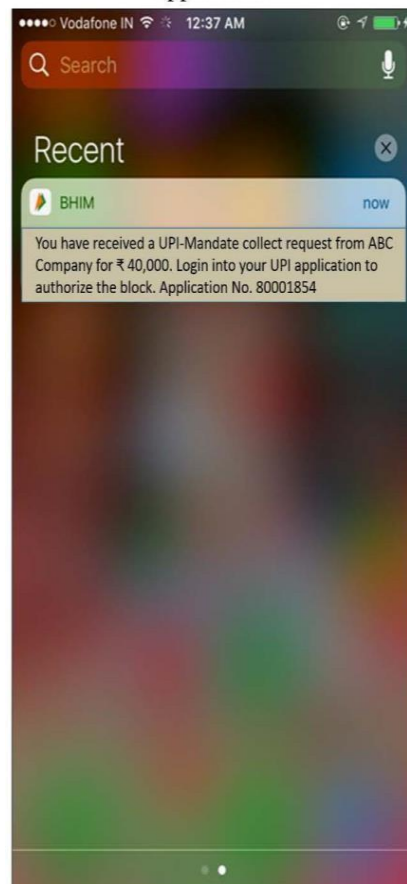 Vodafone IN 12:37 AM
Search
Recent
BHIM now
You have received a UPI-Mandate collect request from ABC
Company for ₹ 40,000. Login into your UPI application to
authorize the block. Application No. 80001854